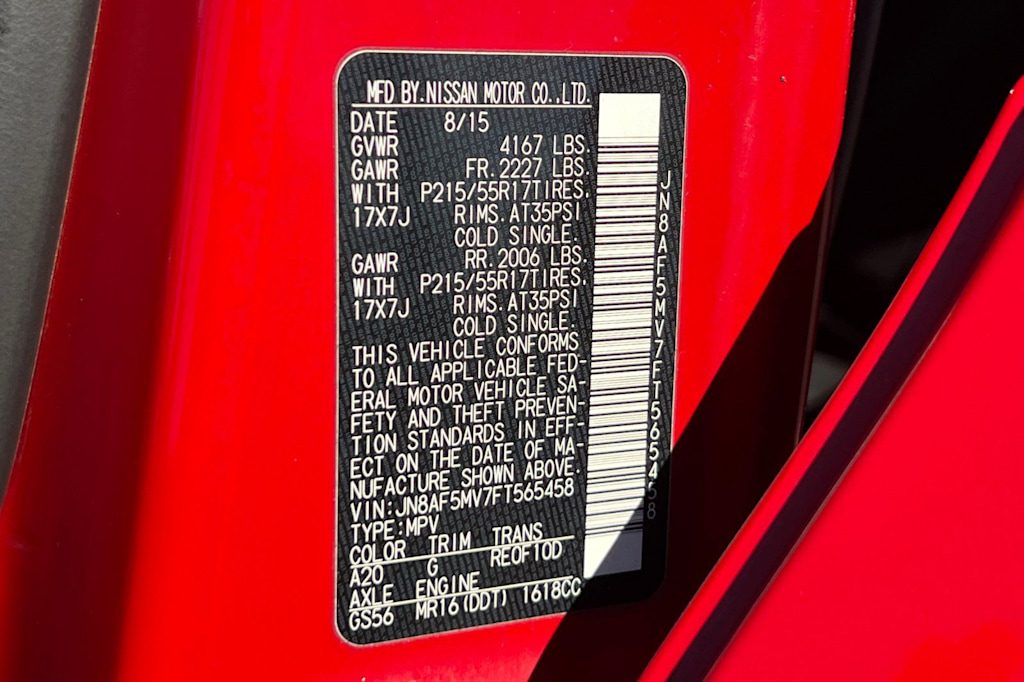 MFD BY.NISSAN MOTOR CO.,LTD.
DATE 8/15
GVWR 4167 LBS.
GAWR FR. 2227 LBS.
WITH P215/55R17TIRES.
17X7J RIMS. AT35PSI
COLD SINGLE.
GAWR RR. 2006 LBS.
WITH P215/55R17TIRES.
17X7J RIMS. AT35PSI
COLD SINGLE.
THIS VEHICLE CONFORMS
TO ALL APPLICABLE FED-
ERAL MOTOR VEHICLE SA-
FETY AND THEFT PREVEN-
TION STANDARDS IN EFF-
ECT ON THE DATE OF MA-
NUFACTURE SHOWN ABOVE.
VIN:JN8AF5MV7FT565458
TYPE:MPV
COLOR TRIM TRANS
A20 G RE0F10D
AXLE ENGINE
GS56 MR16(DDT) 1618CC
JN8AF5MV7FT565458